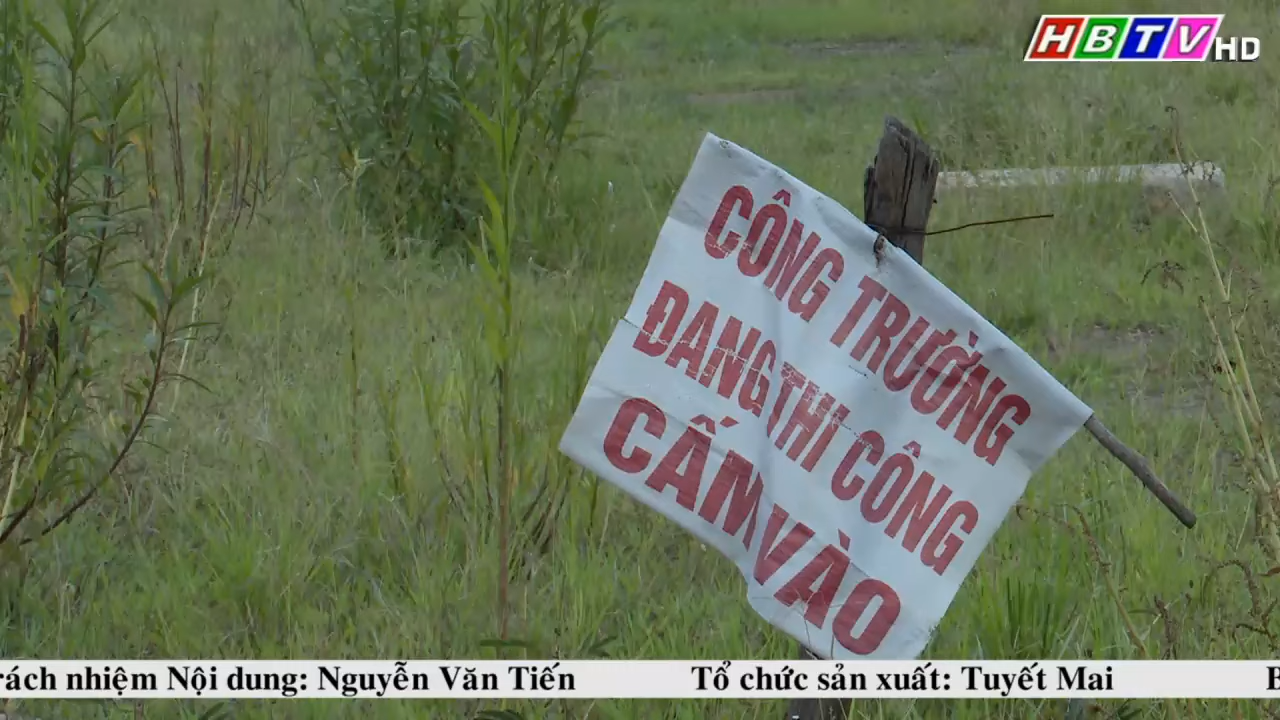 HBTV HD
CÔNG TRƯỜNG
ĐANG THI CÔNG
CẤM VÀO
rách nhiệm Nội dung: Nguyễn Văn Tiến Tổ chức sản xuất: Tuyết Mai